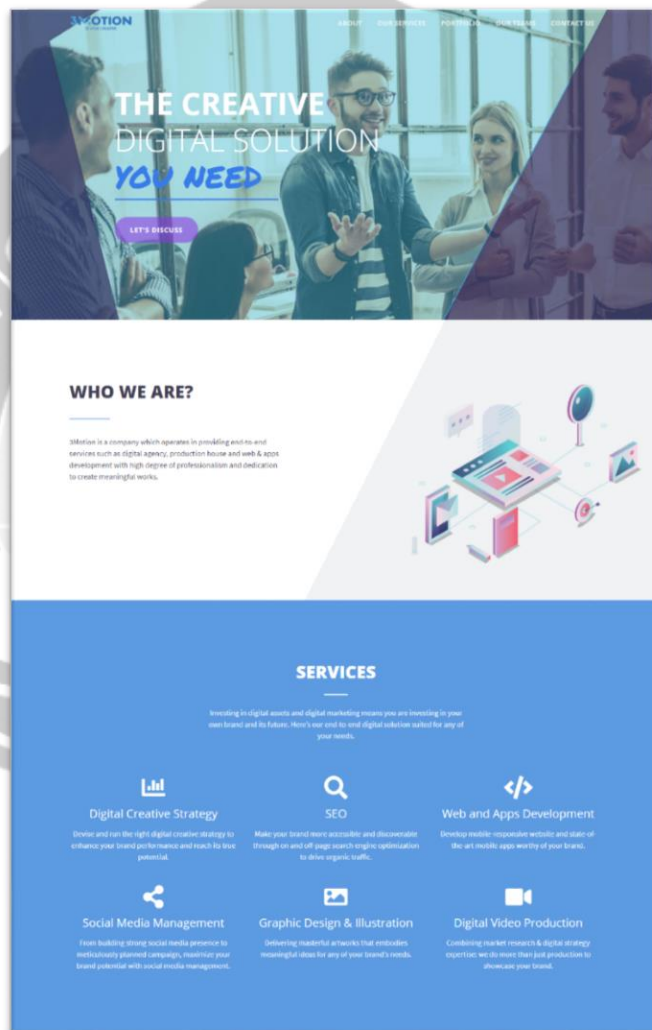 3MOTION
ABOUT OUR SERVICES PORTFOLIO OUR TEAMS CONTACT US
THE CREATIVE
DIGITAL SOLUTION
YOU NEED
LET'S DISCUSS
WHO WE ARE?
3Motion is a company which operates in providing end-to-end
services such as digital agency, production house and web & apps
development with high degree of professionalism and dedication
to create meaningful works.
SERVICES
Investing in digital assets and digital marketing means you are investing in your
own brand and its future. Here's our end to end digital solution suited for any of
your needs.
Digital Creative Strategy
Devise and run the right digital creative strategy to
enhance your brand performance and reach its true
potential.
SEO
Make your brand more accessible and discoverable
through on and off page search engine optimization
to drive organic traffic.
Web and Apps Development
Develop mobile-responsive website and state-of-
the-art mobile apps worthy of your brand.
Social Media Management
From building strong social media presence to
meticulously planned campaign, maximize your
brand potential with social media management.
Graphic Design & Illustration
Delivering masterful artworks that embodies
meaningful ideas for any of your brand's needs.
Digital Video Production
Combining market research & digital strategy
expertise: we do more than just production to
showcase your brand.